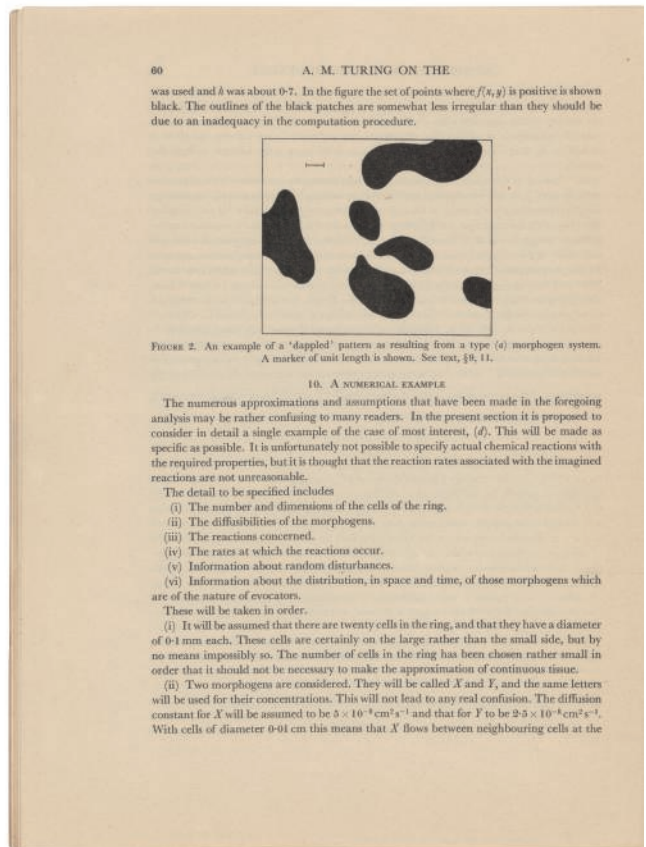 60
A. M. TURING ON THE
was used and h was about 0·7. In the figure the set of points where f(x, y) is positive is shown
black. The outlines of the black patches are somewhat less irregular than they should be
due to an inadequacy in the computation procedure.
FIGURE 2. An example of a ‘dappled’ pattern as resulting from a type (a) morphogen system.
A marker of unit length is shown. See text, §9, 11.
10. A NUMERICAL EXAMPLE
The numerous approximations and assumptions that have been made in the foregoing
analysis may be rather confusing to many readers. In the present section it is proposed to
consider in detail a single example of the case of most interest, (d). This will be made as
specific as possible. It is unfortunately not possible to specify actual chemical reactions with
the required properties, but it is thought that the reaction rates associated with the imagined
reactions are not unreasonable.
The detail to be specified includes
(i) The number and dimensions of the cells of the ring.
(ii) The diffusibilities of the morphogens.
(iii) The reactions concerned.
(iv) The rates at which the reactions occur.
(v) Information about random disturbances.
(vi) Information about the distribution, in space and time, of those morphogens which
are of the nature of evocators.
These will be taken in order.
(i) It will be assumed that there are twenty cells in the ring, and that they have a diameter
of 0·1 mm each. These cells are certainly on the large rather than the small side, but by
no means impossibly so. The number of cells in the ring has been chosen rather small in
order that it should not be necessary to make the approximation of continuous tissue.
(ii) Two morphogens are considered. They will be called X and Y, and the same letters
will be used for their concentrations. This will not lead to any real confusion. The diffusion
constant for X will be assumed to be 5 × cm² s⁻¹ and that for Y to be 2·5 × cm² s⁻¹.
With cells of diameter 0·01 cm this means that X flows between neighbouring cells at the